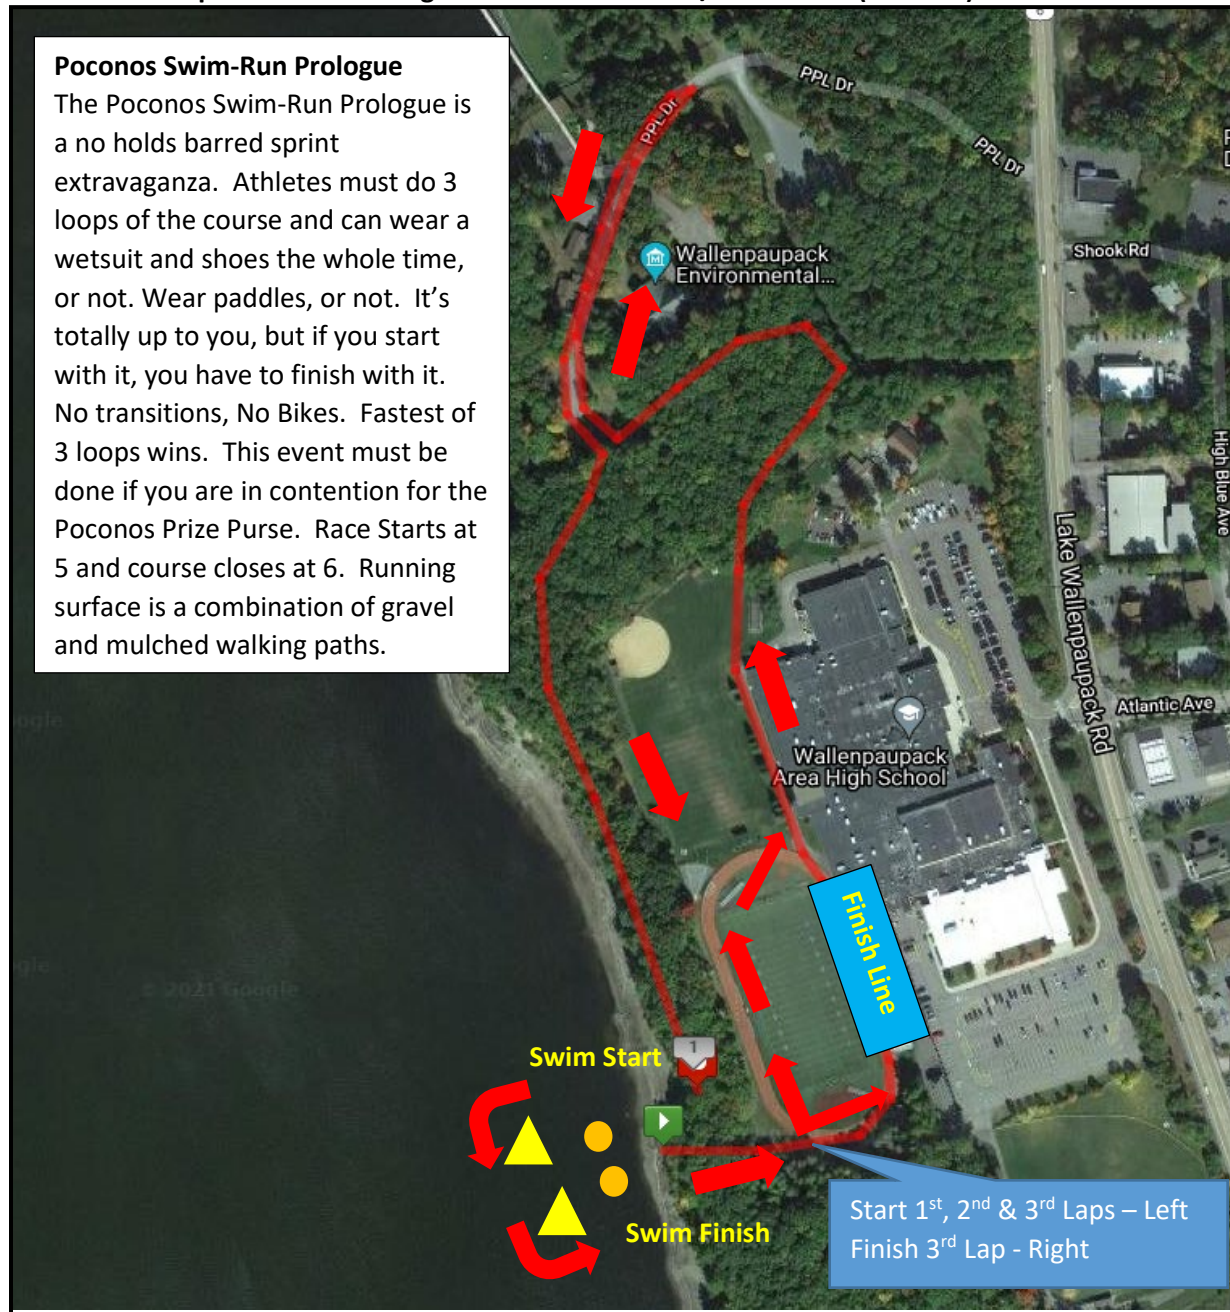 Poconos Swim-Run Prologue
The Poconos Swim-Run Prologue is
a no holds barred sprint
extravaganza.  Athletes must do 3
loops of the course and can wear a
wetsuit and shoes the whole time,
or not. Wear paddles, or not.  It’s
totally up to you, but if you start
with it, you have to finish with it.
No transitions, No Bikes.  Fastest of
3 loops wins.  This event must be
done if you are in contention for the
Poconos Prize Purse.  Race Starts at
5 and course closes at 6.  Running
surface is a combination of gravel
and mulched walking paths.
6
PPL Dr
PPL Dr
PPL Dr
Shook Rd
Wallenpaupack
Environmental...
High Blue Ave
Lake Wallenpaupack Rd
Atlantic Ave
Wallenpaupack
Area High School
Finish Line
Google
© 2021 Google
1
Swim Start
Swim Finish
Start 1st, 2nd & 3rd Laps – Left
Finish 3rd Lap - Right